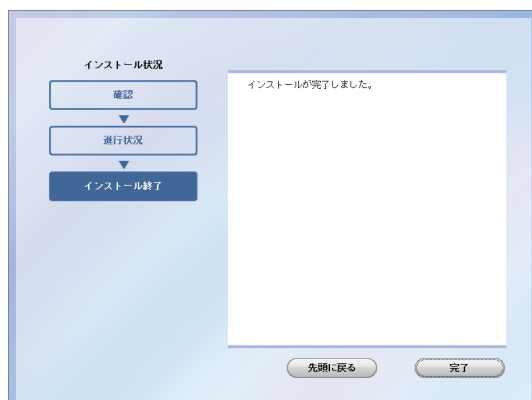 インストール状況
確認
進行状況
インストール終了
インストールが完了しました。
先頭に戻る
完了